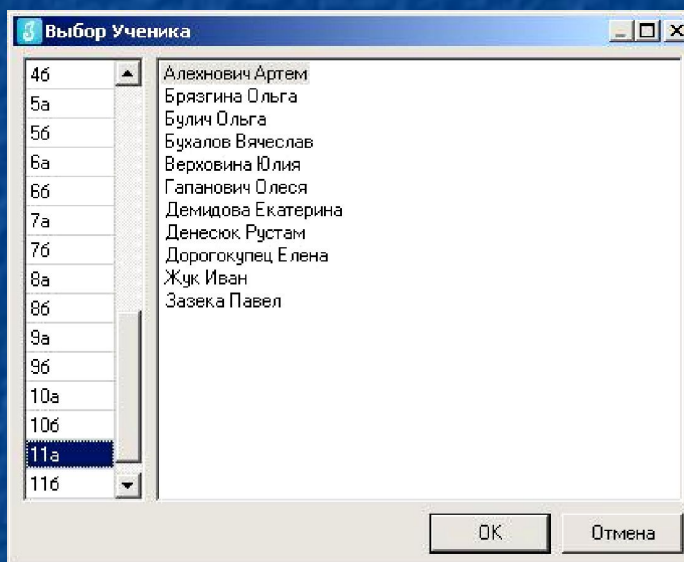 Выбор Ученика
4б
5а
5б
6а
6б
7а
7б
8а
8б
9а
9б
10а
10б
11а
11б
Алехнович Артем
Брязгина Ольга
Булич Ольга
Бухалов Вячеслав
Верховина Юлия
Гапанович Олеся
Демидова Екатерина
Денесюк Рустам
Дорогокупец Елена
Жук Иван
Зазека Павел
ОК
Отмена